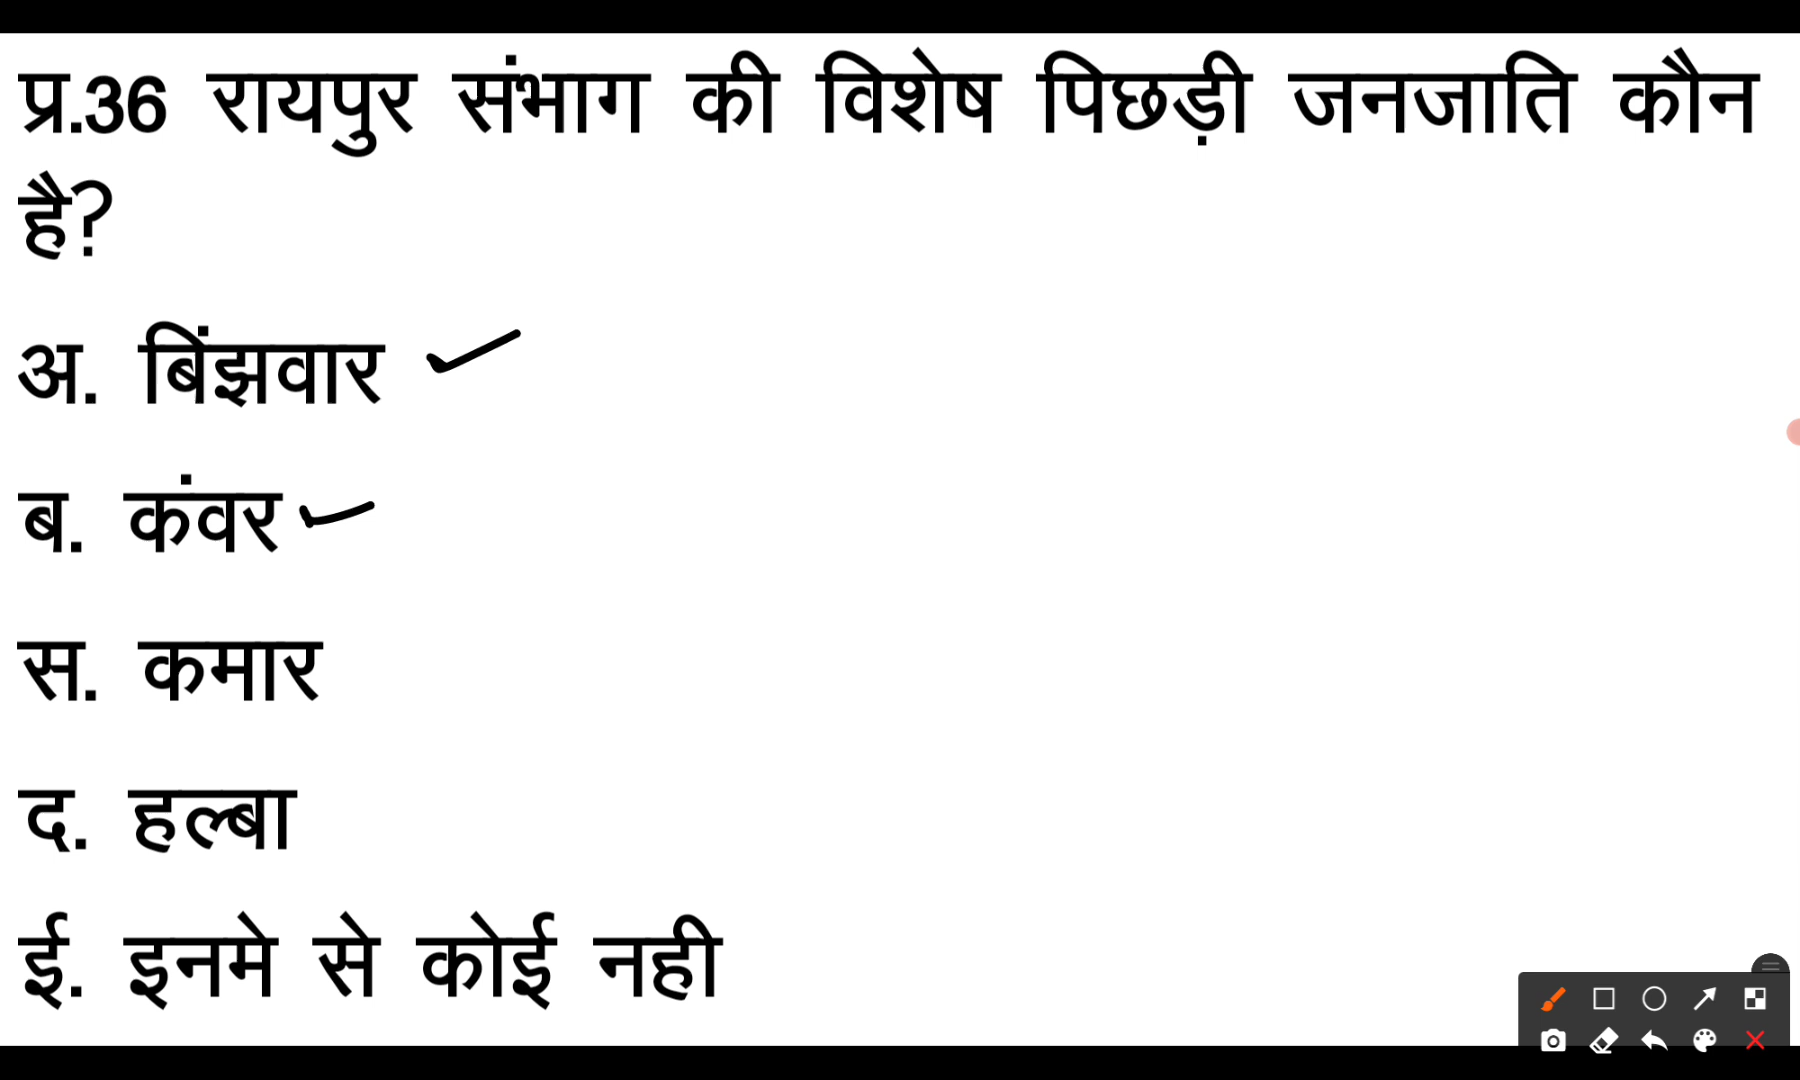 प्र.36 रायपुर संभाग की विशेष पिछड़ी जनजाति कौन
है?
अ. बिंझवार
ब. कंवर
स. कमार
द. हल्बा
ई. इनमे से कोई नही